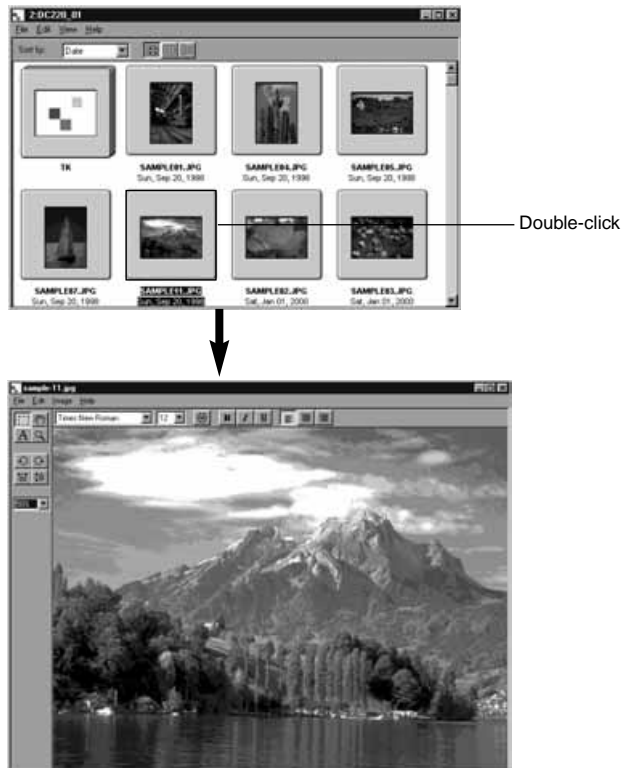 2:DC220_01
File Edit View Help
Sort by: Date
TK
SAMPLE01.JPG
Sun, Sep 20, 1998
SAMPLE04.JPG
Sun, Sep 20, 1998
SAMPLE05.JPG
Sun, Sep 20, 1998
SAMPLE07.JPG
Sun, Sep 20, 1998
SAMPLE11.JPG
Sun, Sep 20, 1998
SAMPLE02.JPG
Sat, Jan 01, 2000
SAMPLE03.JPG
Sat, Jan 01, 2000
Double-click
sample-11.jpg
File Edit Image Help
Times New Roman 12
A